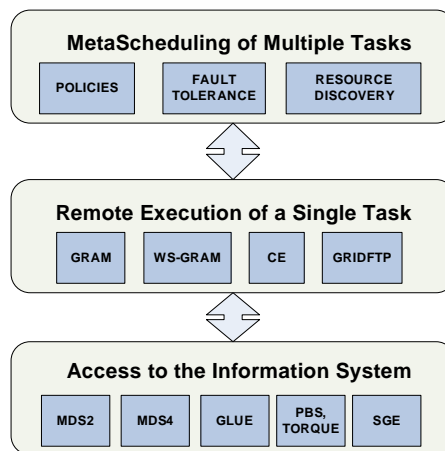 MetaScheduling of Multiple Tasks
POLICIES
FAULT
TOLERANCE
RESOURCE
DISCOVERY
Remote Execution of a Single Task
GRAM
WS-GRAM
CE
GRIDFTP
Access to the Information System
MDS2
MDS4
GLUE
PBS,
TORQUE
SGE